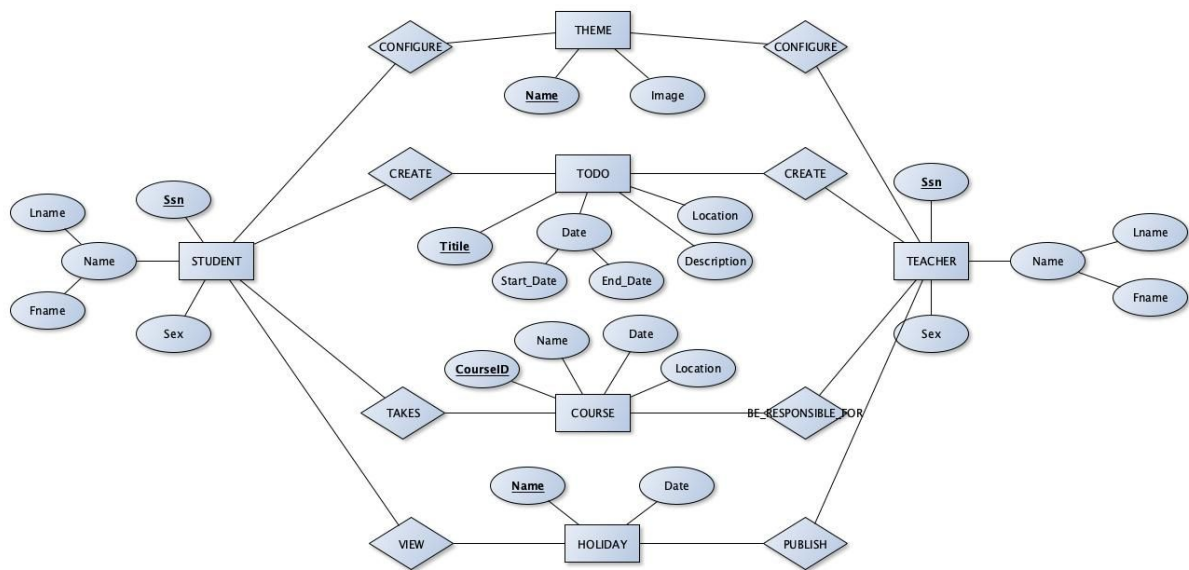 THEME
CONFIGURE
CONFIGURE
Name
Image
CREATE
TODO
CREATE
Ssn
Ssn
Lname
Location
Lname
Titile
Date
Name
STUDENT
Description
TEACHER
Name
Start_Date
End_Date
Fname
Fname
Sex
Sex
Name
Date
CourseID
Location
TAKES
COURSE
BE_RESPONSIBLE_FOR
Name
Date
VIEW
HOLIDAY
PUBLISH